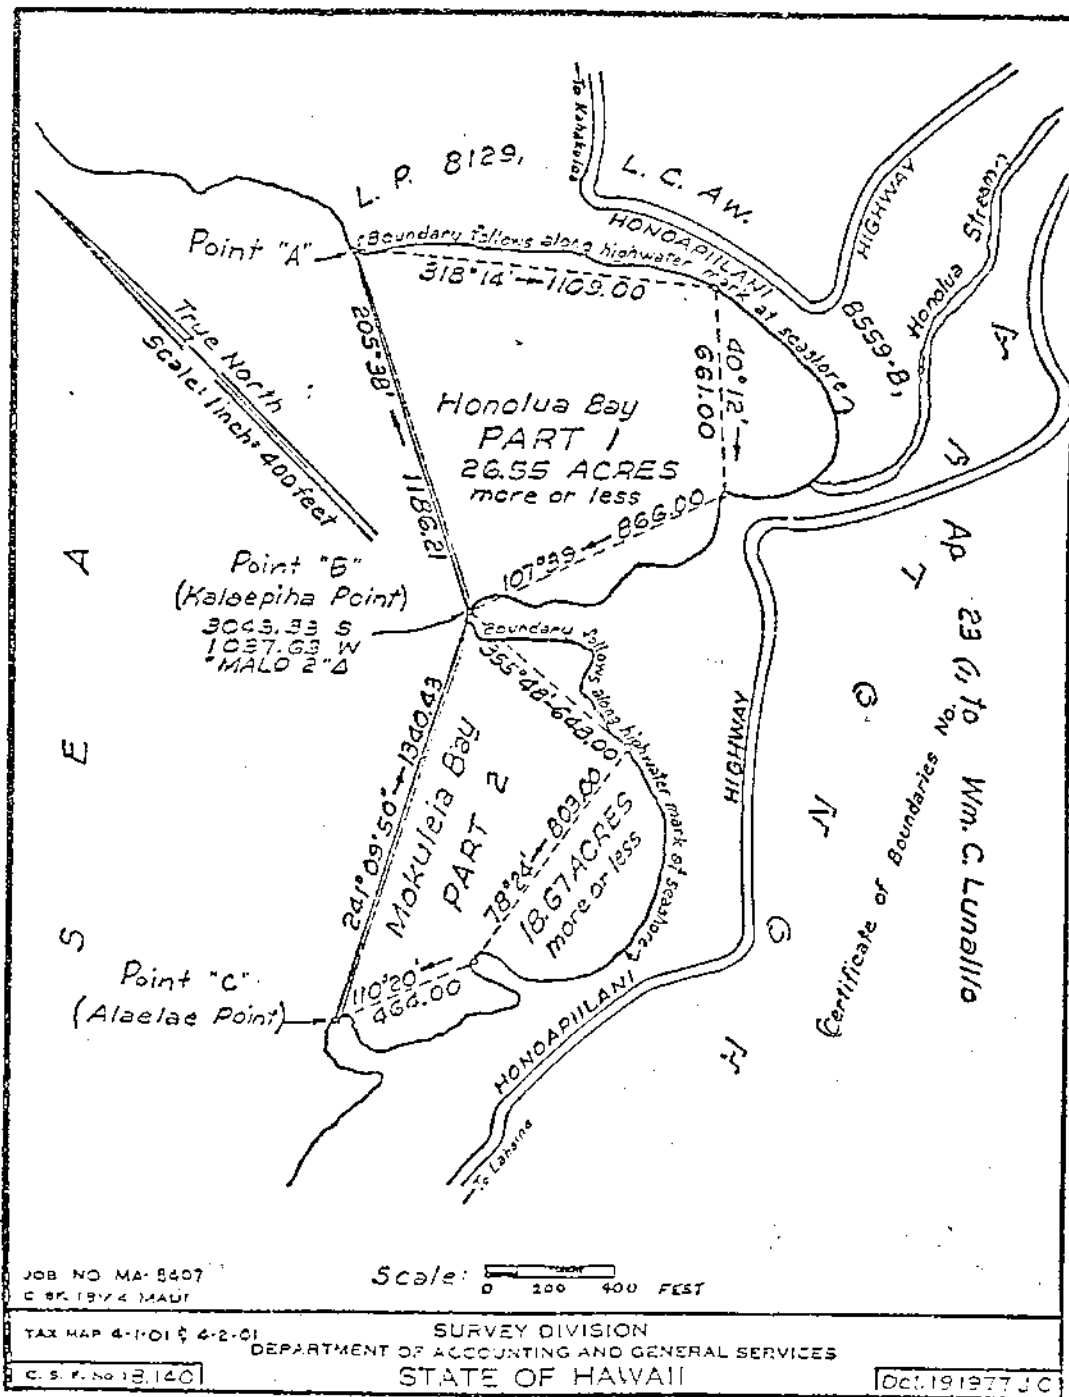 To Kahakuloa
L. P. 8129,
L. C. AW.
8559-B,
Ap 23 (1) to Wm. C. Lunalilo
Certificate of Boundaries No.
HONOAPIILANI
HIGHWAY
Honolua Stream
Point "A"
Boundary follows along highwater mark at seashore
318°14' 1109.00
True North
Scale: 1 inch = 400 feet
205°38' 1186.21
40°12'
661.00
Honolua Bay
PART 1
26.55 ACRES
more or less
107°39' 866.00
Point "B"
(Kalaepiha Point)
3043.33 S
1037.63 W
"MALO 2" Δ
Boundary follows along highwater mark at seashore
355°48' 643.00
241°09'50" 1340.43
Mokuleia Bay
PART 2
78°24' 803.00
18.67 ACRES
more or less
HIGHWAY
SEA
Point "C"
(Alaelae Point)
110°20'
464.00
HONOAPIILANI
To Lahaina
Scale: 0 200 400 FEET
JOB NO MA-5407
C. BK. MAUI
TAX MAP 4-1-01 & 4-2-01
SURVEY DIVISION
DEPARTMENT OF ACCOUNTING AND GENERAL SERVICES
STATE OF HAWAII
C. S. F. No 18,140
Oct. 19 1977 J C